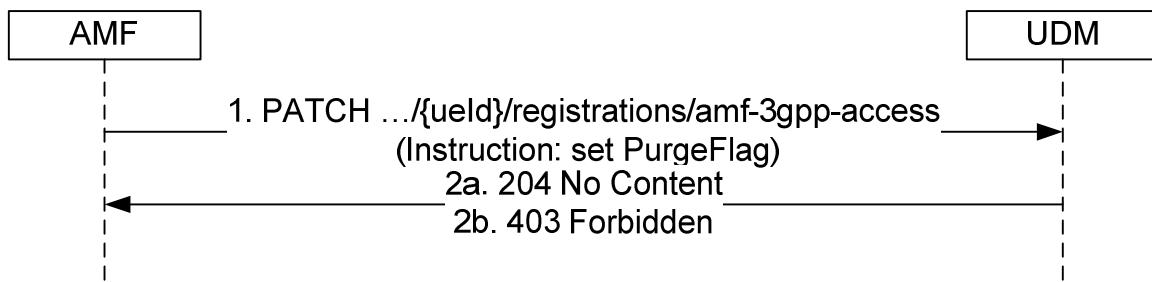 AMF
UDM
1. PATCH …/{ueId}/registrations/amf-3gpp-access
(Instruction: set PurgeFlag)
2a. 204 No Content
2b. 403 Forbidden